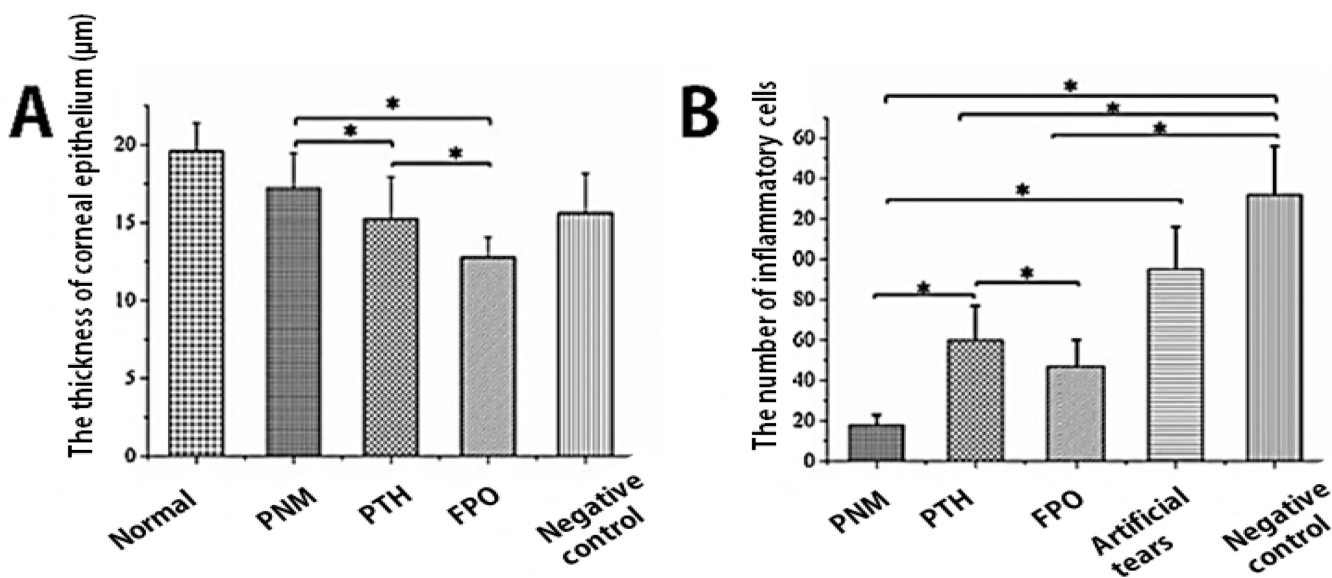 A
The thickness of corneal epithelium (µm)
20
15
10
5
0
*
*
*
Normal
PNM
PTH
FPO
Negative
control
B
The number of inflammatory cells
60
40
20
00
80
60
40
20
0
*
*
*
*
*
*
PNM
PTH
FPO
Artificial
tears
Negative
control